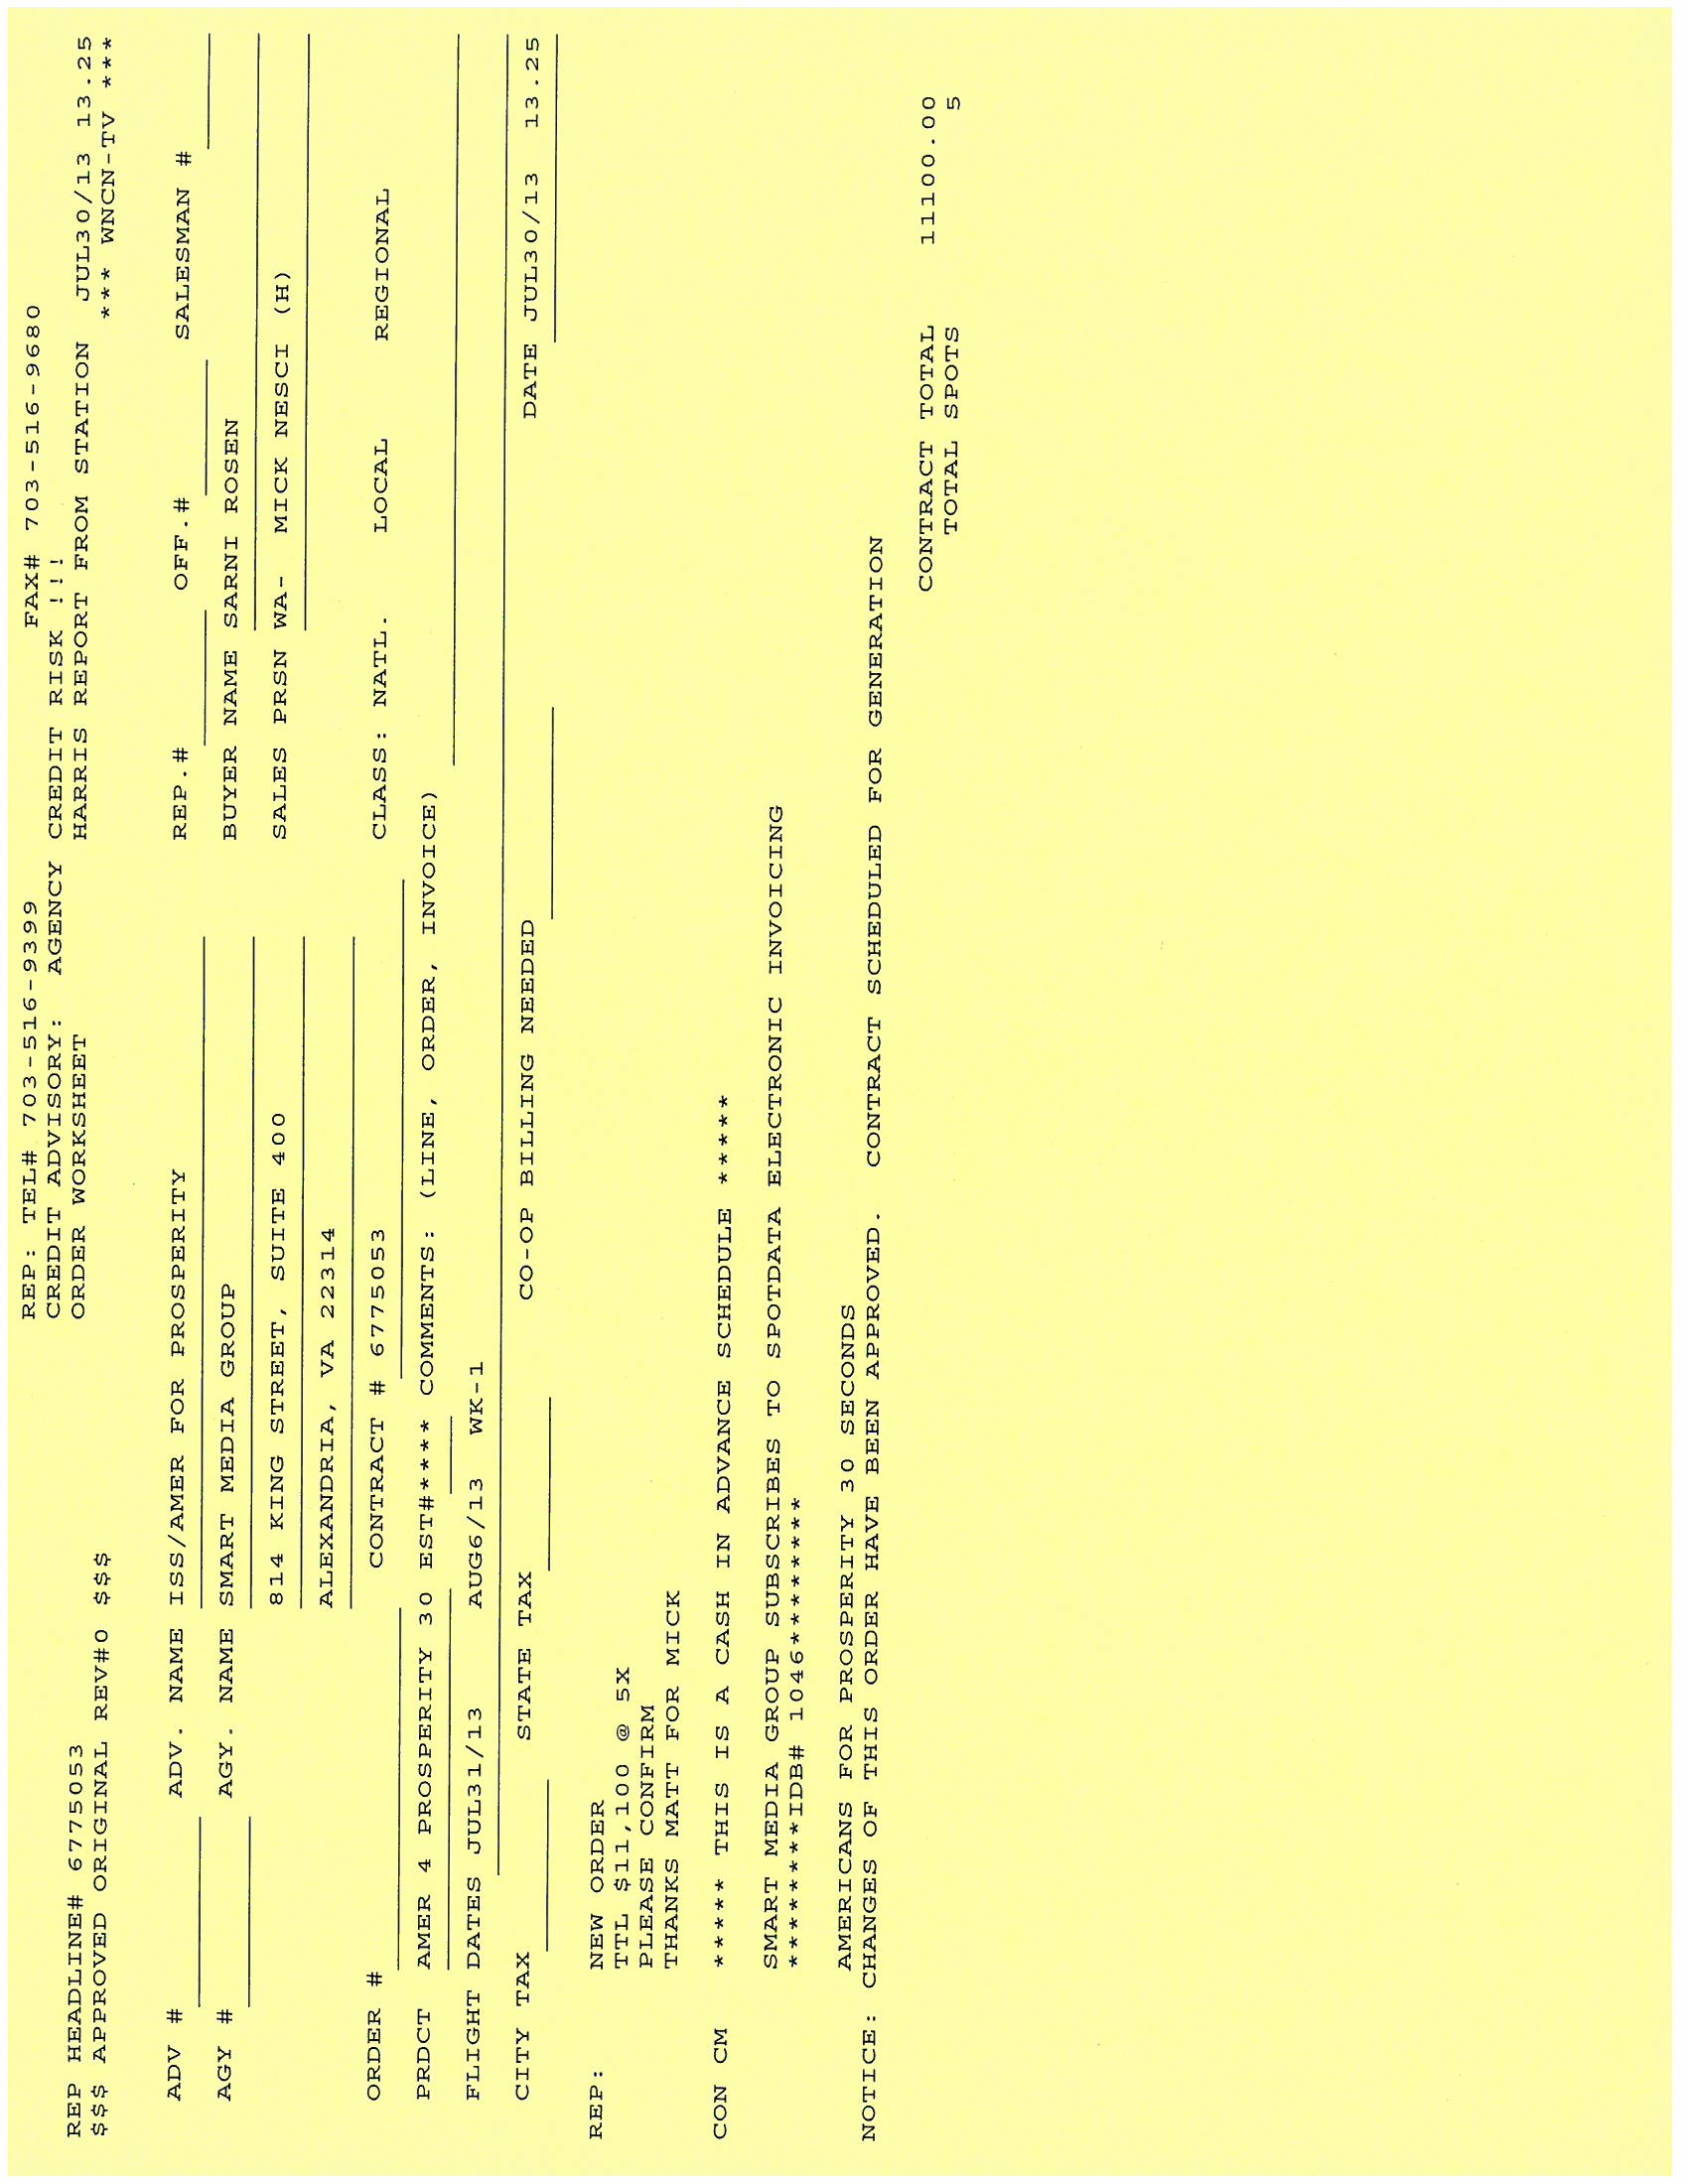 REP: TEL# 703-516-9399 FAX# 703-516-9680
CREDIT ADVISORY: AGENCY CREDIT RISK !!!
REP HEADLINE# 6775053 ORDER WORKSHEET HARRIS REPORT FROM STATION JUL30/13 13.25
$$$ APPROVED ORIGINAL REV#0 $$$ *** WNCN-TV ***
ADV # ADV. NAME ISS/AMER FOR PROSPERITY REP.# OFF.# SALESMAN #
AGY # AGY. NAME SMART MEDIA GROUP BUYER NAME SARNI ROSEN
814 KING STREET, SUITE 400 SALES PRSN WA- MICK NESCI (H)
ALEXANDRIA, VA 22314
ORDER # CONTRACT # 6775053 CLASS: NATL. LOCAL REGIONAL
PRDCT AMER 4 PROSPERITY 30 EST#**** COMMENTS: (LINE, ORDER, INVOICE)
FLIGHT DATES JUL31/13 AUG6/13 WK-1
CITY TAX STATE TAX CO-OP BILLING NEEDED DATE JUL30/13 13.25
REP: NEW ORDER
TTL $11,100 @ 5X
PLEASE CONFIRM
THANKS MATT FOR MICK
CON CM ***** THIS IS A CASH IN ADVANCE SCHEDULE *****
SMART MEDIA GROUP SUBSCRIBES TO SPOTDATA ELECTRONIC INVOICING
**********IDB# 1046**********
AMERICANS FOR PROSPERITY 30 SECONDS
NOTICE: CHANGES OF THIS ORDER HAVE BEEN APPROVED. CONTRACT SCHEDULED FOR GENERATION
CONTRACT TOTAL 11100.00
TOTAL SPOTS 5